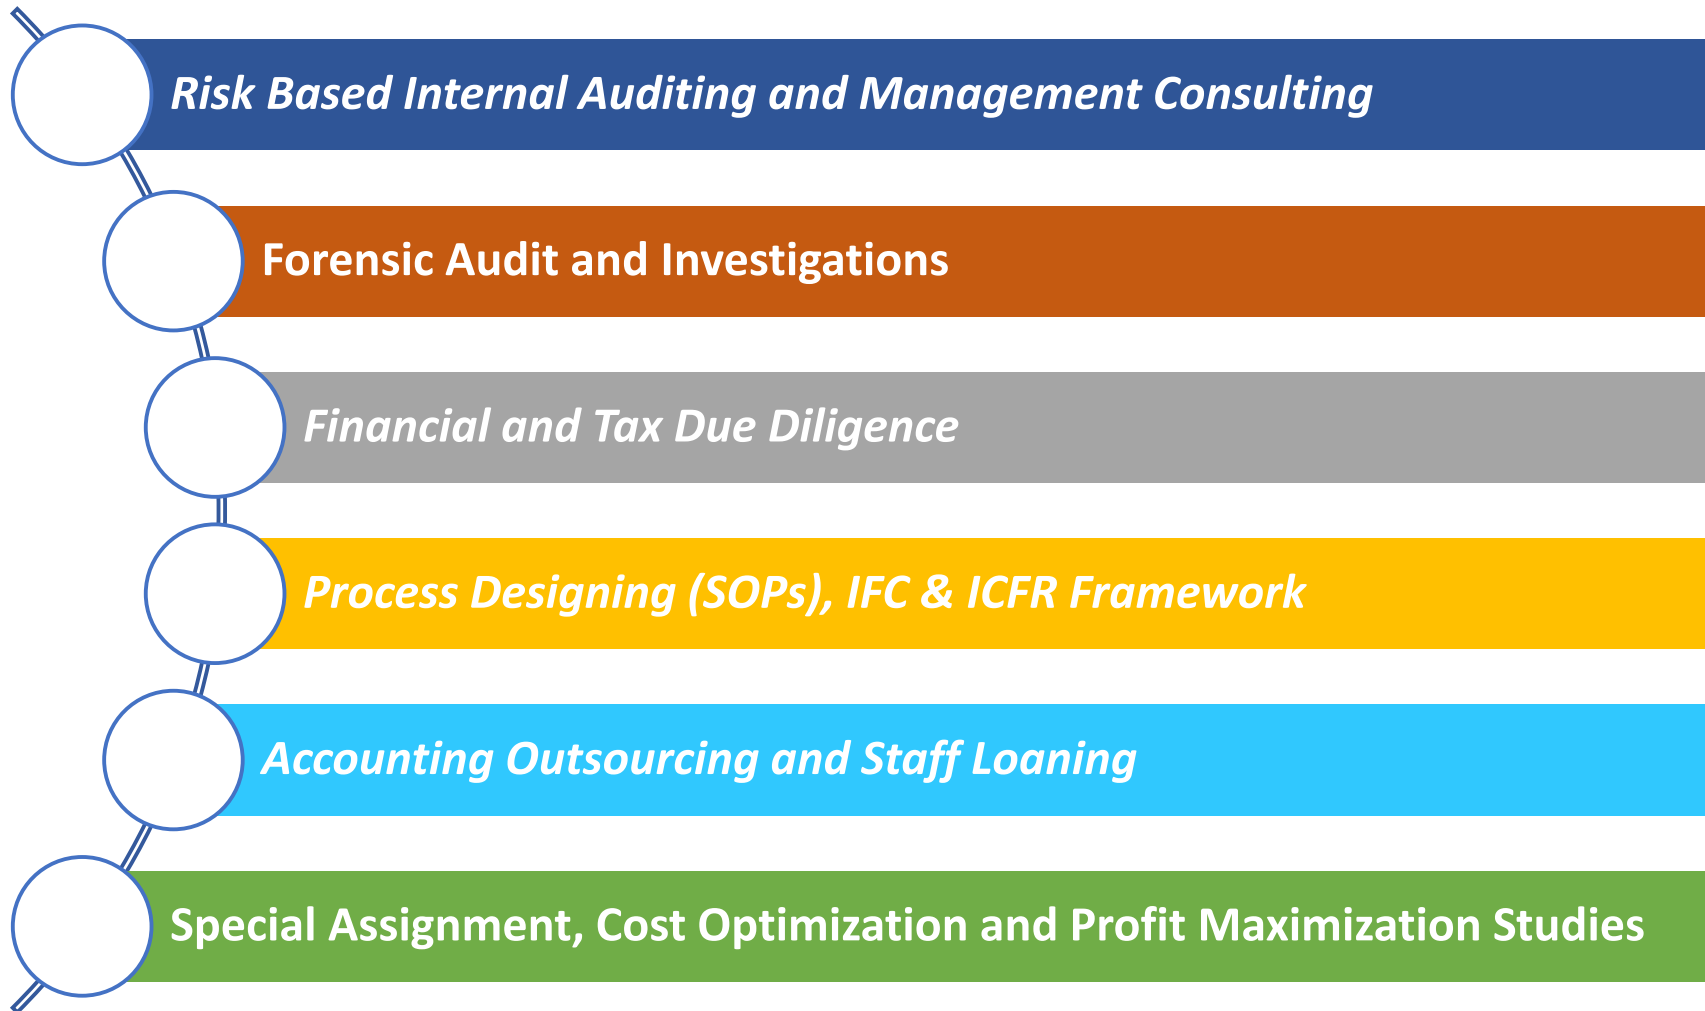 Risk Based Internal Auditing and Management Consulting
Forensic Audit and Investigations
Financial and Tax Due Diligence
Process Designing (SOPs), IFC & ICFR Framework
Accounting Outsourcing and Staff Loaning
Special Assignment, Cost Optimization and Profit Maximization Studies